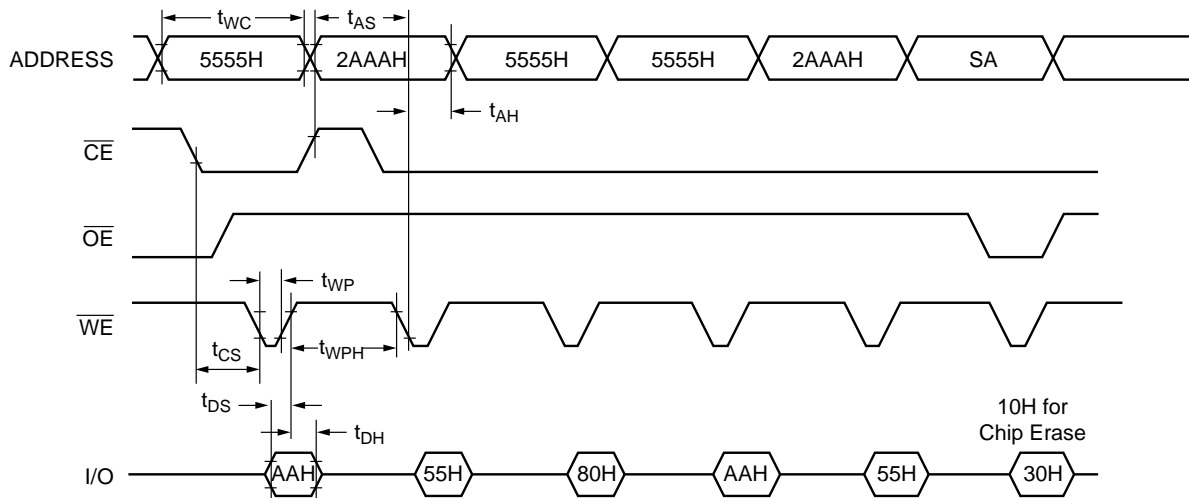 tWC
tAS
ADDRESS
5555H
2AAAH
5555H
5555H
2AAAH
SA
tAH
CE
OE
tWP
WE
tCS
tWPH
tDS
tDH
10H for
Chip Erase
I/O
AAH
55H
80H
AAH
55H
30H